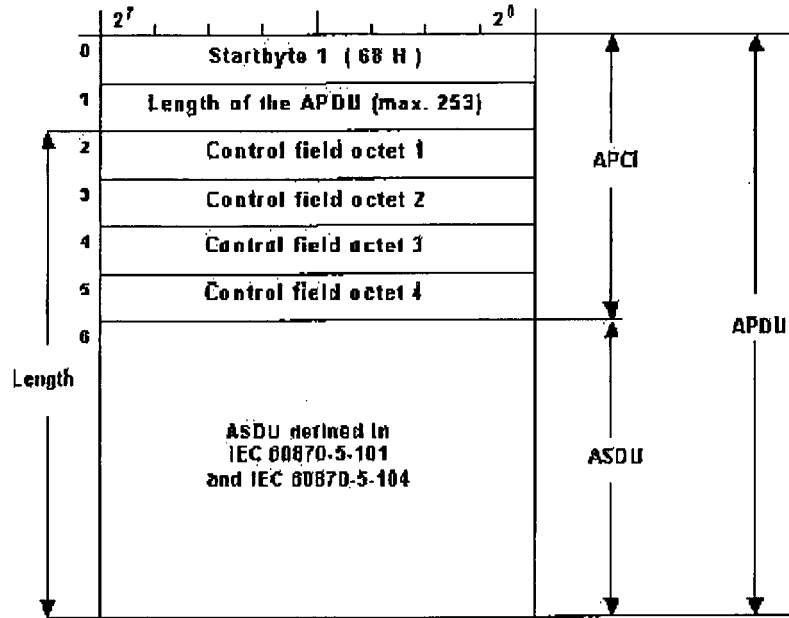 2⁷ 2⁰
0 Startbyte 1 ( 68 H )
1 Length of the APDU (max. 253)
2 Control field octet 1
APCI
3 Control field octet 2
4 Control field octet 3
5 Control field octet 4
6
APDU
Length
ASDU defined in
IEC 60870-5-101
ASDU
and IEC 60870-5-104